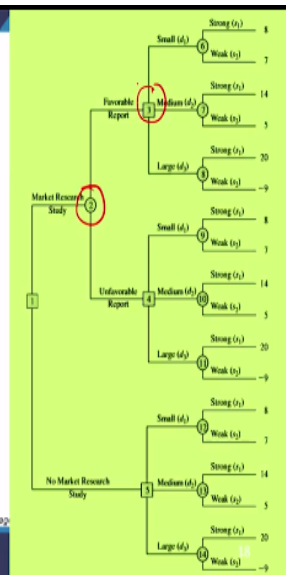 Strong (s₁) 8
Small (d₁)
6
Weak (s₂) 7
Strong (s₁) 14
Favorable
Report
3
Medium (d₂)
7
Weak (s₂) 5
Strong (s₁) 20
Large (d₃)
8
Weak (s₂) -9
Market Research
Study
2
Strong (s₁) 8
Small (d₁)
9
Weak (s₂) 7
Strong (s₁) 14
1
Unfavorable
Report
4
Medium (d₂)
10
Weak (s₂) 5
Strong (s₁) 20
Large (d₃)
11
Weak (s₂) -9
Strong (s₁) 8
Small (d₁)
12
Weak (s₂) 7
Strong (s₁) 14
No Market Research
Study
5
Medium (d₂)
13
Weak (s₂) 5
Strong (s₁) 20
Large (d₃)
14
18
Weak (s₂) -9